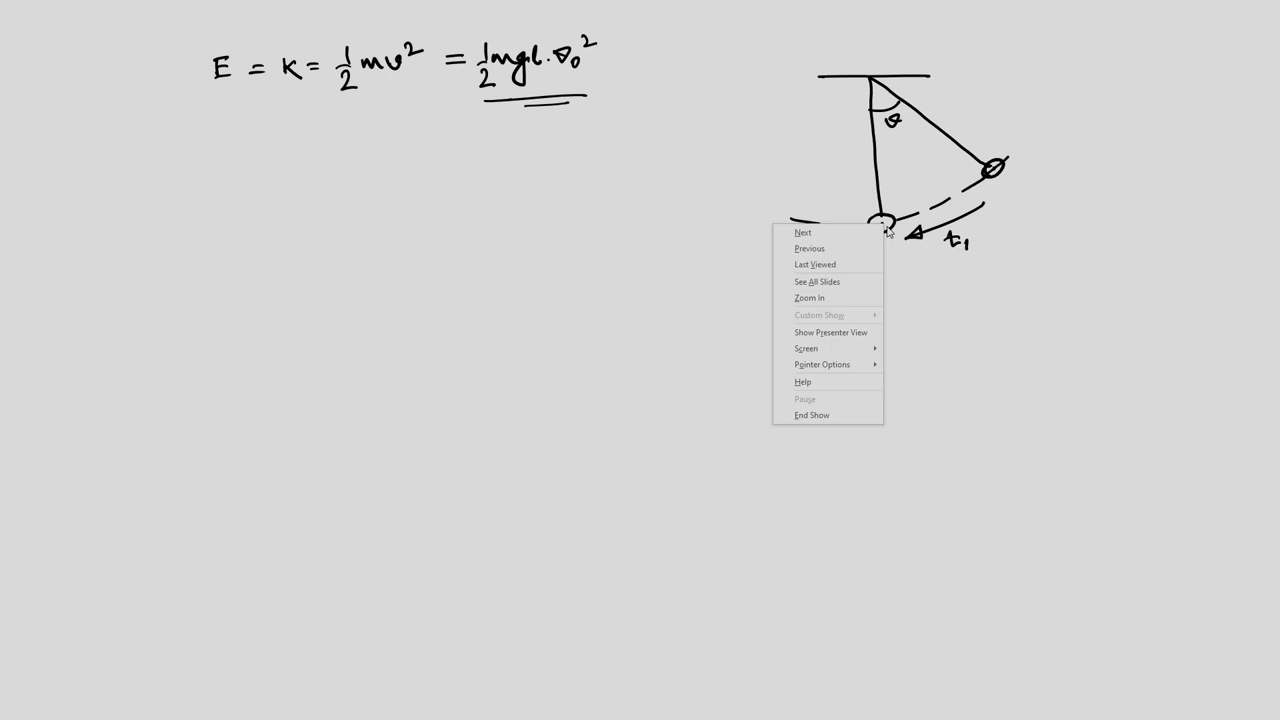 E = K = 1/2 mv² = 1/2 mgl·θ₀²
θ
t₁
Next
Previous
Last Viewed
See All Slides
Zoom In
Custom Show
Show Presenter View
Screen
Pointer Options
Help
Pause
End Show